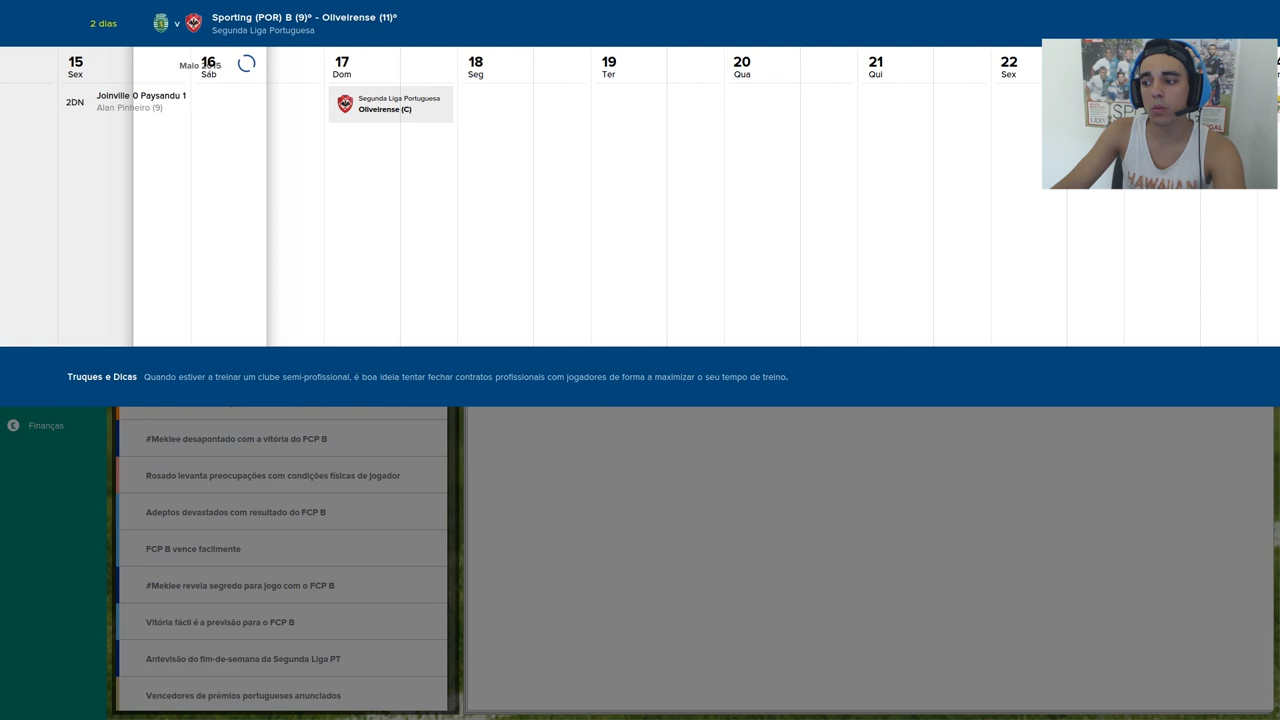 2 dias
v
Sporting (POR) B (9)º - Oliveirense (11)º
Segunda Liga Portuguesa
15
Sex
16
Sáb
17
Dom
18
Seg
19
Ter
20
Qua
21
Qui
22
Sex
2DN
Joinville 0 Paysandu 1
Alan Pinheiro (9)
Segunda Liga Portuguesa
Oliveirense (C)
HAWAIIAN
Truques e Dicas Quando estiver a treinar um clube semi-profissional, é boa ideia tentar fechar contratos profissionais com jogadores de forma a maximizar o seu tempo de treino.
Finanças
#Meklee desapontado com a vitória do FCP B
Rosado levanta preocupações com condições físicas de jogador
Adeptos devastados com resultado do FCP B
FCP B vence facilmente
#Meklee revela segredo para jogo com o FCP B
Vitória fácil é a previsão para o FCP B
Antevisão do fim-de-semana da Segunda Liga PT
Vencedores de prémios portugueses anunciados